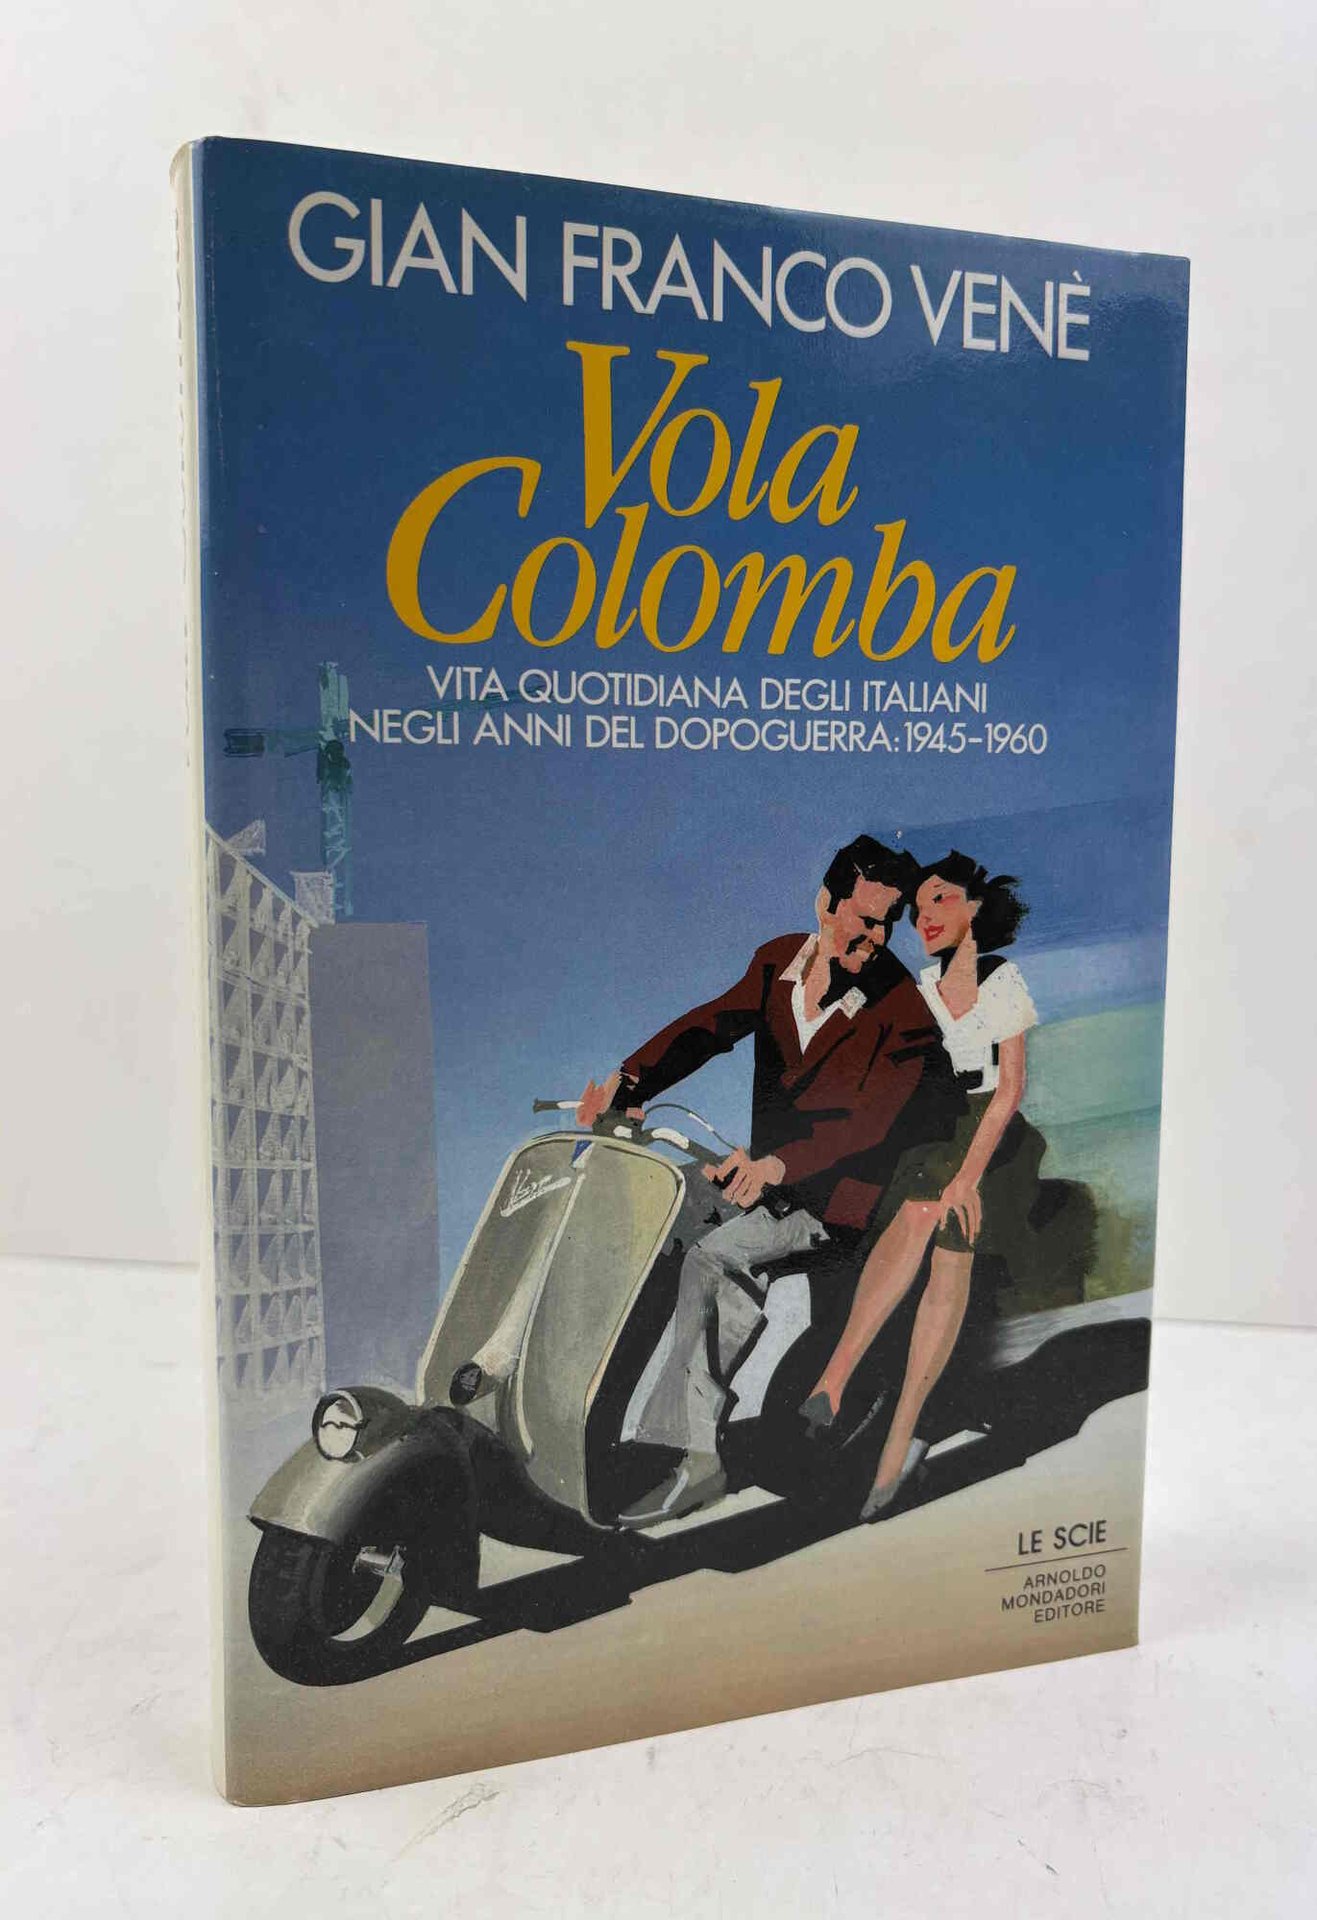 GIAN FRANCO VENÈ
Vola
Colomba
VITA QUOTIDIANA DEGLI ITALIANI
NEGLI ANNI DEL DOPOGUERRA: 1945-1960
LE SCIE
ARNOLDO
MONDADORI
EDITORE